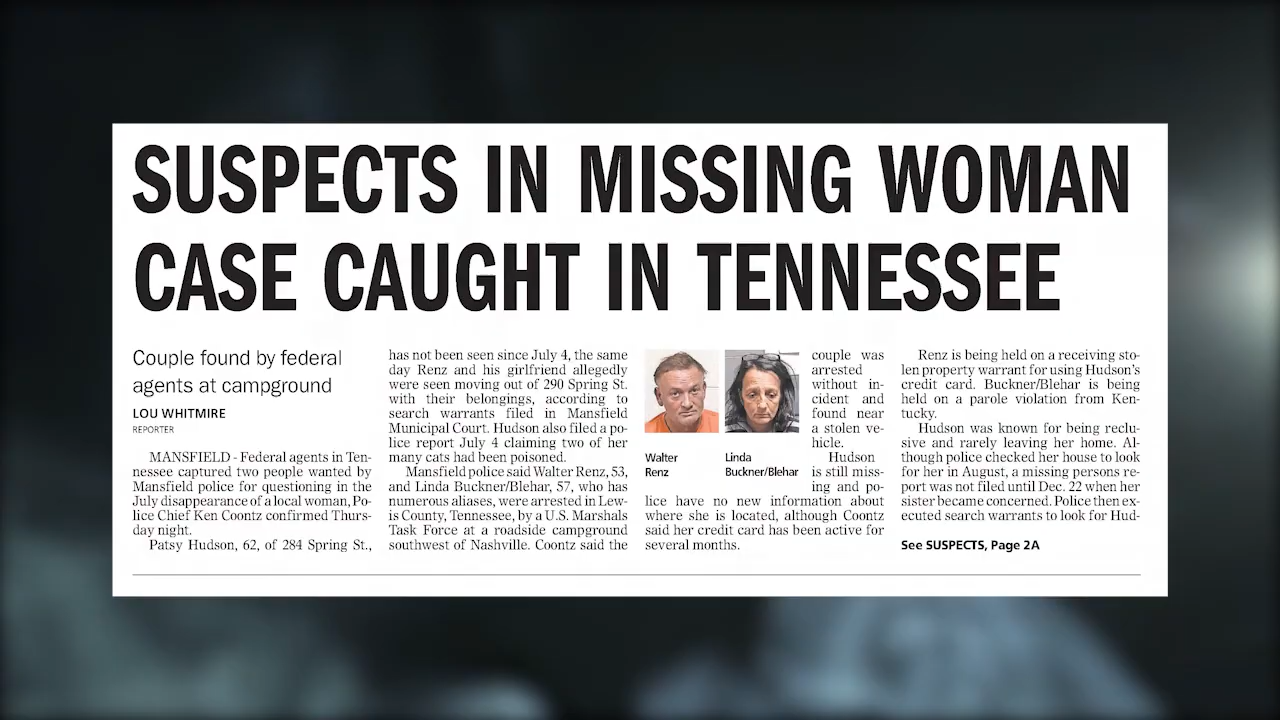 SUSPECTS IN MISSING WOMAN
CASE CAUGHT IN TENNESSEE
Couple found by federal
agents at campground
LOU WHITMIRE
REPORTER
MANSFIELD - Federal agents in Ten-
nessee captured two people wanted by
Mansfield police for questioning in the
July disappearance of a local woman, Po-
lice Chief Ken Coontz confirmed Thurs-
day night.
Patsy Hudson, 62, of 284 Spring St.,
has not been seen since July 4, the same
day Renz and his girlfriend allegedly
were seen moving out of 290 Spring St.
with their belongings, according to
search warrants filed in Mansfield
Municipal Court. Hudson also filed a po-
lice report July 4 claiming two of her
many cats had been poisoned.
Mansfield police said Walter Renz, 53,
and Linda Buckner/Blehar, 57, who has
numerous aliases, were arrested in Lew-
is County, Tennessee, by a U.S. Marshals
Task Force at a roadside campground
southwest of Nashville. Coontz said the
Walter
Renz
Linda
Buckner/Blehar
couple was
arrested
without in-
cident and
found near
a stolen ve-
hicle.
Hudson
is still miss-
ing and po-
lice have no new information about
where she is located, although Coontz
said her credit card has been active for
several months.
Renz is being held on a receiving sto-
len property warrant for using Hudson's
credit card. Buckner/Blehar is being
held on a parole violation from Ken-
tucky.
Hudson was known for being reclu-
sive and rarely leaving her home. Al-
though police checked her house to look
for her in August, a missing persons re-
port was not filed until Dec. 22 when her
sister became concerned. Police then ex-
ecuted search warrants to look for Hud-
See SUSPECTS, Page 2A